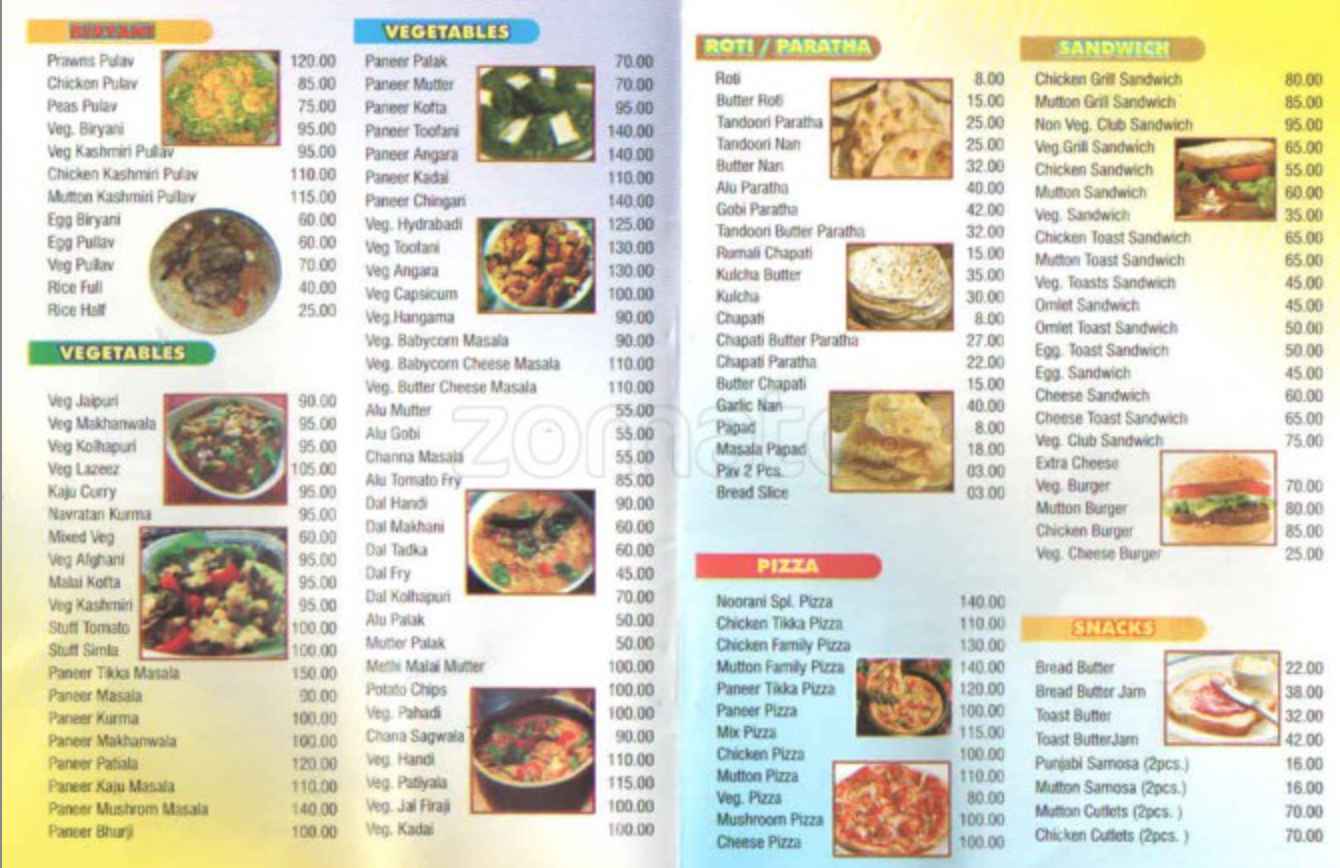 BIRYANI
Prawns Pulav 120.00
Chicken Pulav 85.00
Peas Pulav 75.00
Veg. Biryani 95.00
Veg Kashmiri Pullav 95.00
Chicken Kashmiri Pulav 110.00
Mutton Kashmiri Pullav 115.00
Egg Biryani 60.00
Egg Pullav 60.00
Veg Pullav 70.00
Rice Full 40.00
Rice Half 25.00
VEGETABLES
Veg Jaipuri 90.00
Veg Makhanwala 95.00
Veg Kolhapuri 95.00
Veg Lazeez 105.00
Kaju Curry 95.00
Navratan Kurma 95.00
Mixed Veg 60.00
Veg Afghani 95.00
Malai Kofta 95.00
Veg Kashmiri 95.00
Stuff Tomato 100.00
Stuff Simla 100.00
Paneer Tikka Masala 150.00
Paneer Masala 90.00
Paneer Kurma 100.00
Paneer Makhanwala 100.00
Paneer Patiala 120.00
Paneer Kaju Masala 110.00
Paneer Mushrom Masala 140.00
Paneer Bhurji 100.00
VEGETABLES
Paneer Palak 70.00
Paneer Mutter 70.00
Paneer Kofta 95.00
Paneer Toofani 140.00
Paneer Angara 140.00
Paneer Kadai 110.00
Paneer Chingari 140.00
Veg. Hydrabadi 125.00
Veg Toofani 130.00
Veg Angara 130.00
Veg Capsicum 100.00
Veg.Hangama 90.00
Veg. Babycorn Masala 90.00
Veg. Babycorn Cheese Masala 110.00
Veg. Butter Cheese Masala 110.00
Alu Mutter 55.00
Alu Gobi 55.00
Channa Masala 55.00
Alu Tomato Fry 85.00
Dal Handi 90.00
Dal Makhani 60.00
Dal Tadka 60.00
Dal Fry 45.00
Dal Kolhapuri 70.00
Alu Palak 50.00
Mutter Palak 50.00
Methi Malai Mutter 100.00
Potato Chips 100.00
Veg. Pahadi 100.00
Chana Sagwala 90.00
Veg. Handi 110.00
Veg. Patiyala 115.00
Veg. Jal Firaji 100.00
Veg. Kadai 100.00
ROTI / PARATHA
Roti 8.00
Butter Roti 15.00
Tandoori Paratha 25.00
Tandoori Nan 25.00
Butter Nan 32.00
Alu Paratha 40.00
Gobi Paratha 42.00
Tandoori Butter Paratha 32.00
Rumali Chapati 15.00
Kulcha Butter 35.00
Kulcha 30.00
Chapati 8.00
Chapati Butter Paratha 27.00
Chapati Paratha 22.00
Butter Chapati 15.00
Garlic Nan 40.00
Papad 8.00
Masala Papad 18.00
Pav 2 Pcs. 03.00
Bread Slice 03.00
PIZZA
Noorani Spl. Pizza 140.00
Chicken Tikka Pizza 110.00
Chicken Family Pizza 130.00
Mutton Family Pizza 140.00
Paneer Tikka Pizza 120.00
Paneer Pizza 100.00
Mix Pizza 115.00
Chicken Pizza 100.00
Mutton Pizza 110.00
Veg. Pizza 80.00
Mushroom Pizza 100.00
Cheese Pizza 100.00
SANDWICH
Chicken Grill Sandwich 80.00
Mutton Grill Sandwich 85.00
Non Veg. Club Sandwich 95.00
Veg.Grill Sandwich 65.00
Chicken Sandwich 55.00
Mutton Sandwich 60.00
Veg. Sandwich 35.00
Chicken Toast Sandwich 65.00
Mutton Toast Sandwich 65.00
Veg. Toasts Sandwich 45.00
Omlet Sandwich 45.00
Omlet Toast Sandwich 50.00
Egg. Toast Sandwich 50.00
Egg. Sandwich 45.00
Cheese Sandwich 60.00
Cheese Toast Sandwich 65.00
Veg. Club Sandwich 75.00
Extra Cheese
Veg. Burger 70.00
Mutton Burger 80.00
Chicken Burger 85.00
Veg. Cheese Burger 25.00
SNACKS
Bread Butter 22.00
Bread Butter Jam 38.00
Toast Butter 32.00
Toast ButterJam 42.00
Punjabi Samosa (2pcs.) 16.00
Mutton Samosa (2pcs.) 16.00
Mutton Cutlets (2pcs. ) 70.00
Chicken Cutlets (2pcs. ) 70.00
zomato